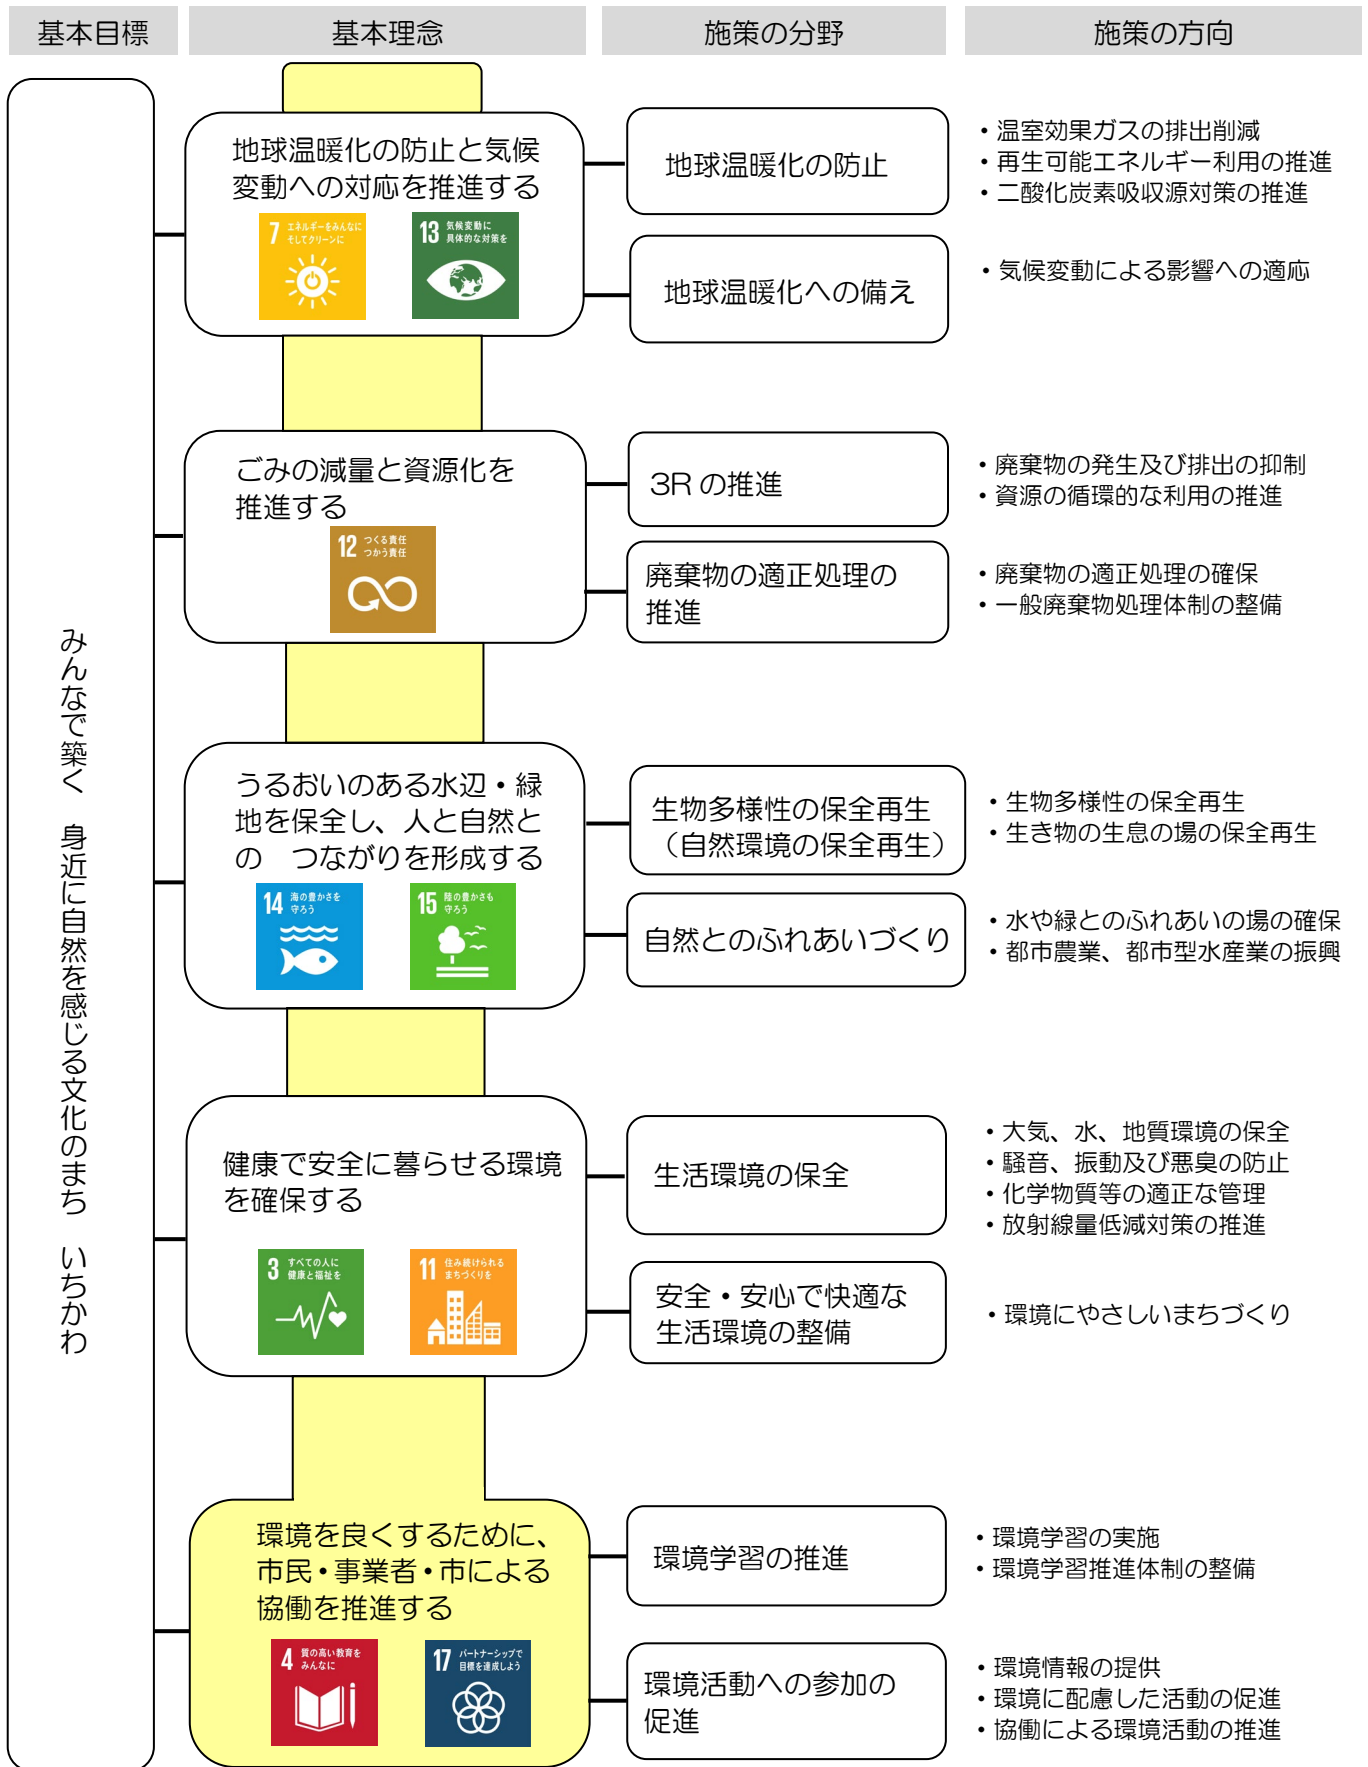 基本目標
基本理念
施策の分野
施策の方向
みんなで築く　身近に自然を感じる文化のまち　いちかわ
地球温暖化の防止と気候
変動への対応を推進する
7 エネルギーをみんなに
そしてクリーンに
13 気候変動に
具体的な対策を
地球温暖化の防止
・温室効果ガスの排出削減
・再生可能エネルギー利用の推進
・二酸化炭素吸収源対策の推進
地球温暖化への備え
・気候変動による影響への適応
ごみの減量と資源化を
推進する
12 つくる責任
つかう責任
3R の推進
・廃棄物の発生及び排出の抑制
・資源の循環的な利用の推進
廃棄物の適正処理の
推進
・廃棄物の適正処理の確保
・一般廃棄物処理体制の整備
うるおいのある水辺・緑
地を保全し、人と自然と
の　つながりを形成する
14 海の豊かさを
守ろう
15 陸の豊かさも
守ろう
生物多様性の保全再生
（自然環境の保全再生）
・生物多様性の保全再生
・生き物の生息の場の保全再生
自然とのふれあいづくり
・水や緑とのふれあいの場の確保
・都市農業、都市型水産業の振興
健康で安全に暮らせる環境
を確保する
3 すべての人に
健康と福祉を
11 住み続けられる
まちづくりを
生活環境の保全
・大気、水、地質環境の保全
・騒音、振動及び悪臭の防止
・化学物質等の適正な管理
・放射線量低減対策の推進
安全・安心で快適な
生活環境の整備
・環境にやさしいまちづくり
環境を良くするために、
市民・事業者・市による
協働を推進する
4 質の高い教育を
みんなに
17 パートナーシップで
目標を達成しよう
環境学習の推進
・環境学習の実施
・環境学習推進体制の整備
環境活動への参加の
促進
・環境情報の提供
・環境に配慮した活動の促進
・協働による環境活動の推進